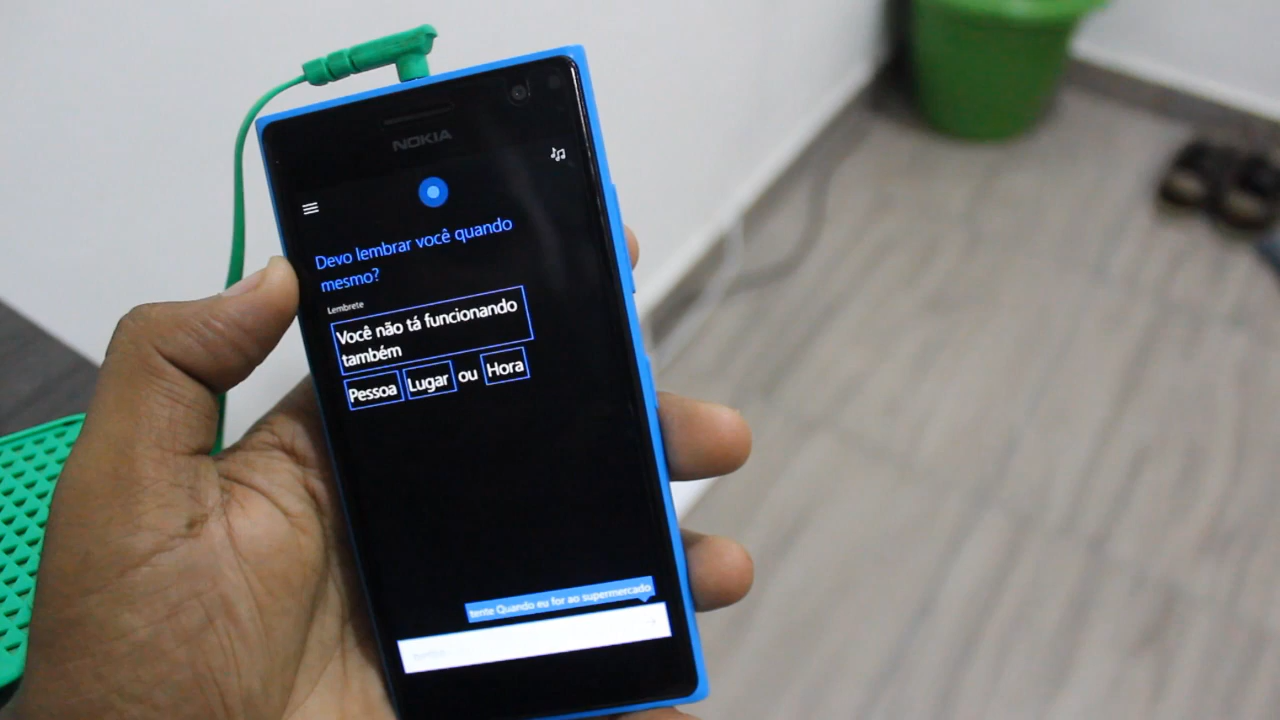 NOKIA
Devo lembrar você quando
mesmo?
Lembrete
Você não tá funcionando
também
Pessoa Lugar ou Hora
tente Quando eu for ao supermercado